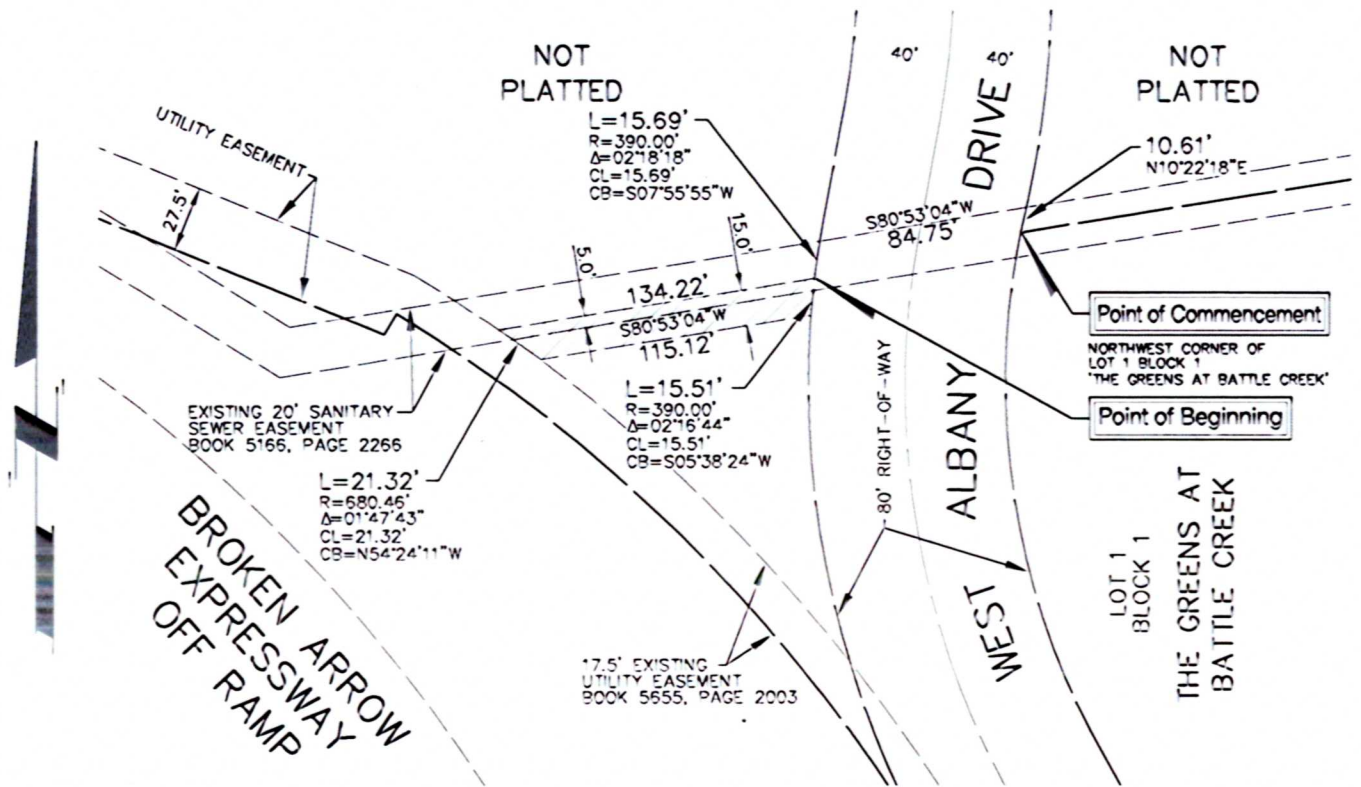 NOT
PLATTED
40'
40'
NOT
PLATTED
UTILITY EASEMENT
27.5'
L=15.69'
R=390.00'
Δ=02°18'18"
CL=15.69'
CB=S07°55'55"W
10.61'
N10°22'18"E
S80°53'04"W
84.75'
15.0'
5.0'
134.22'
S80°53'04"W
115.12'
Point of Commencement
NORTHWEST CORNER OF
LOT 1 BLOCK 1
'THE GREENS AT BATTLE CREEK'
Point of Beginning
L=15.51'
R=390.00'
Δ=02°16'44"
CL=15.51'
CB=S05°38'24"W
EXISTING 20' SANITARY
SEWER EASEMENT
BOOK 5166, PAGE 2266
L=21.32'
R=680.46'
Δ=01°47'43"
CL=21.32'
CB=N54°24'11"W
80' RIGHT-OF-WAY
WEST ALBANY DRIVE
BROKEN ARROW
EXPRESSWAY
OFF RAMP
17.5' EXISTING
UTILITY EASEMENT
BOOK 5655, PAGE 2003
LOT 1
BLOCK 1
THE GREENS AT
BATTLE CREEK